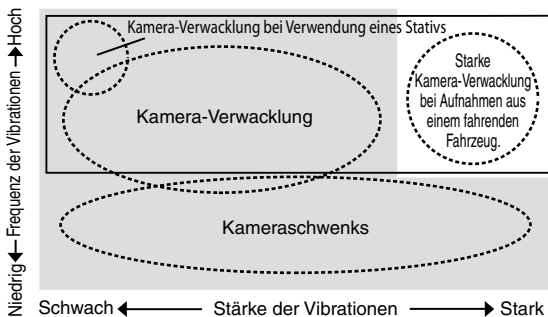 Kamera-Verwacklung bei Verwendung eines Stativs
Starke
Kamera-Verwacklung
bei Aufnahmen aus
einem fahrenden
Fahrzeug.
Kamera-Verwacklung
Kameraschwenks
Niedrig Frequenz der Vibrationen Hoch
Schwach Stärke der Vibrationen Stark